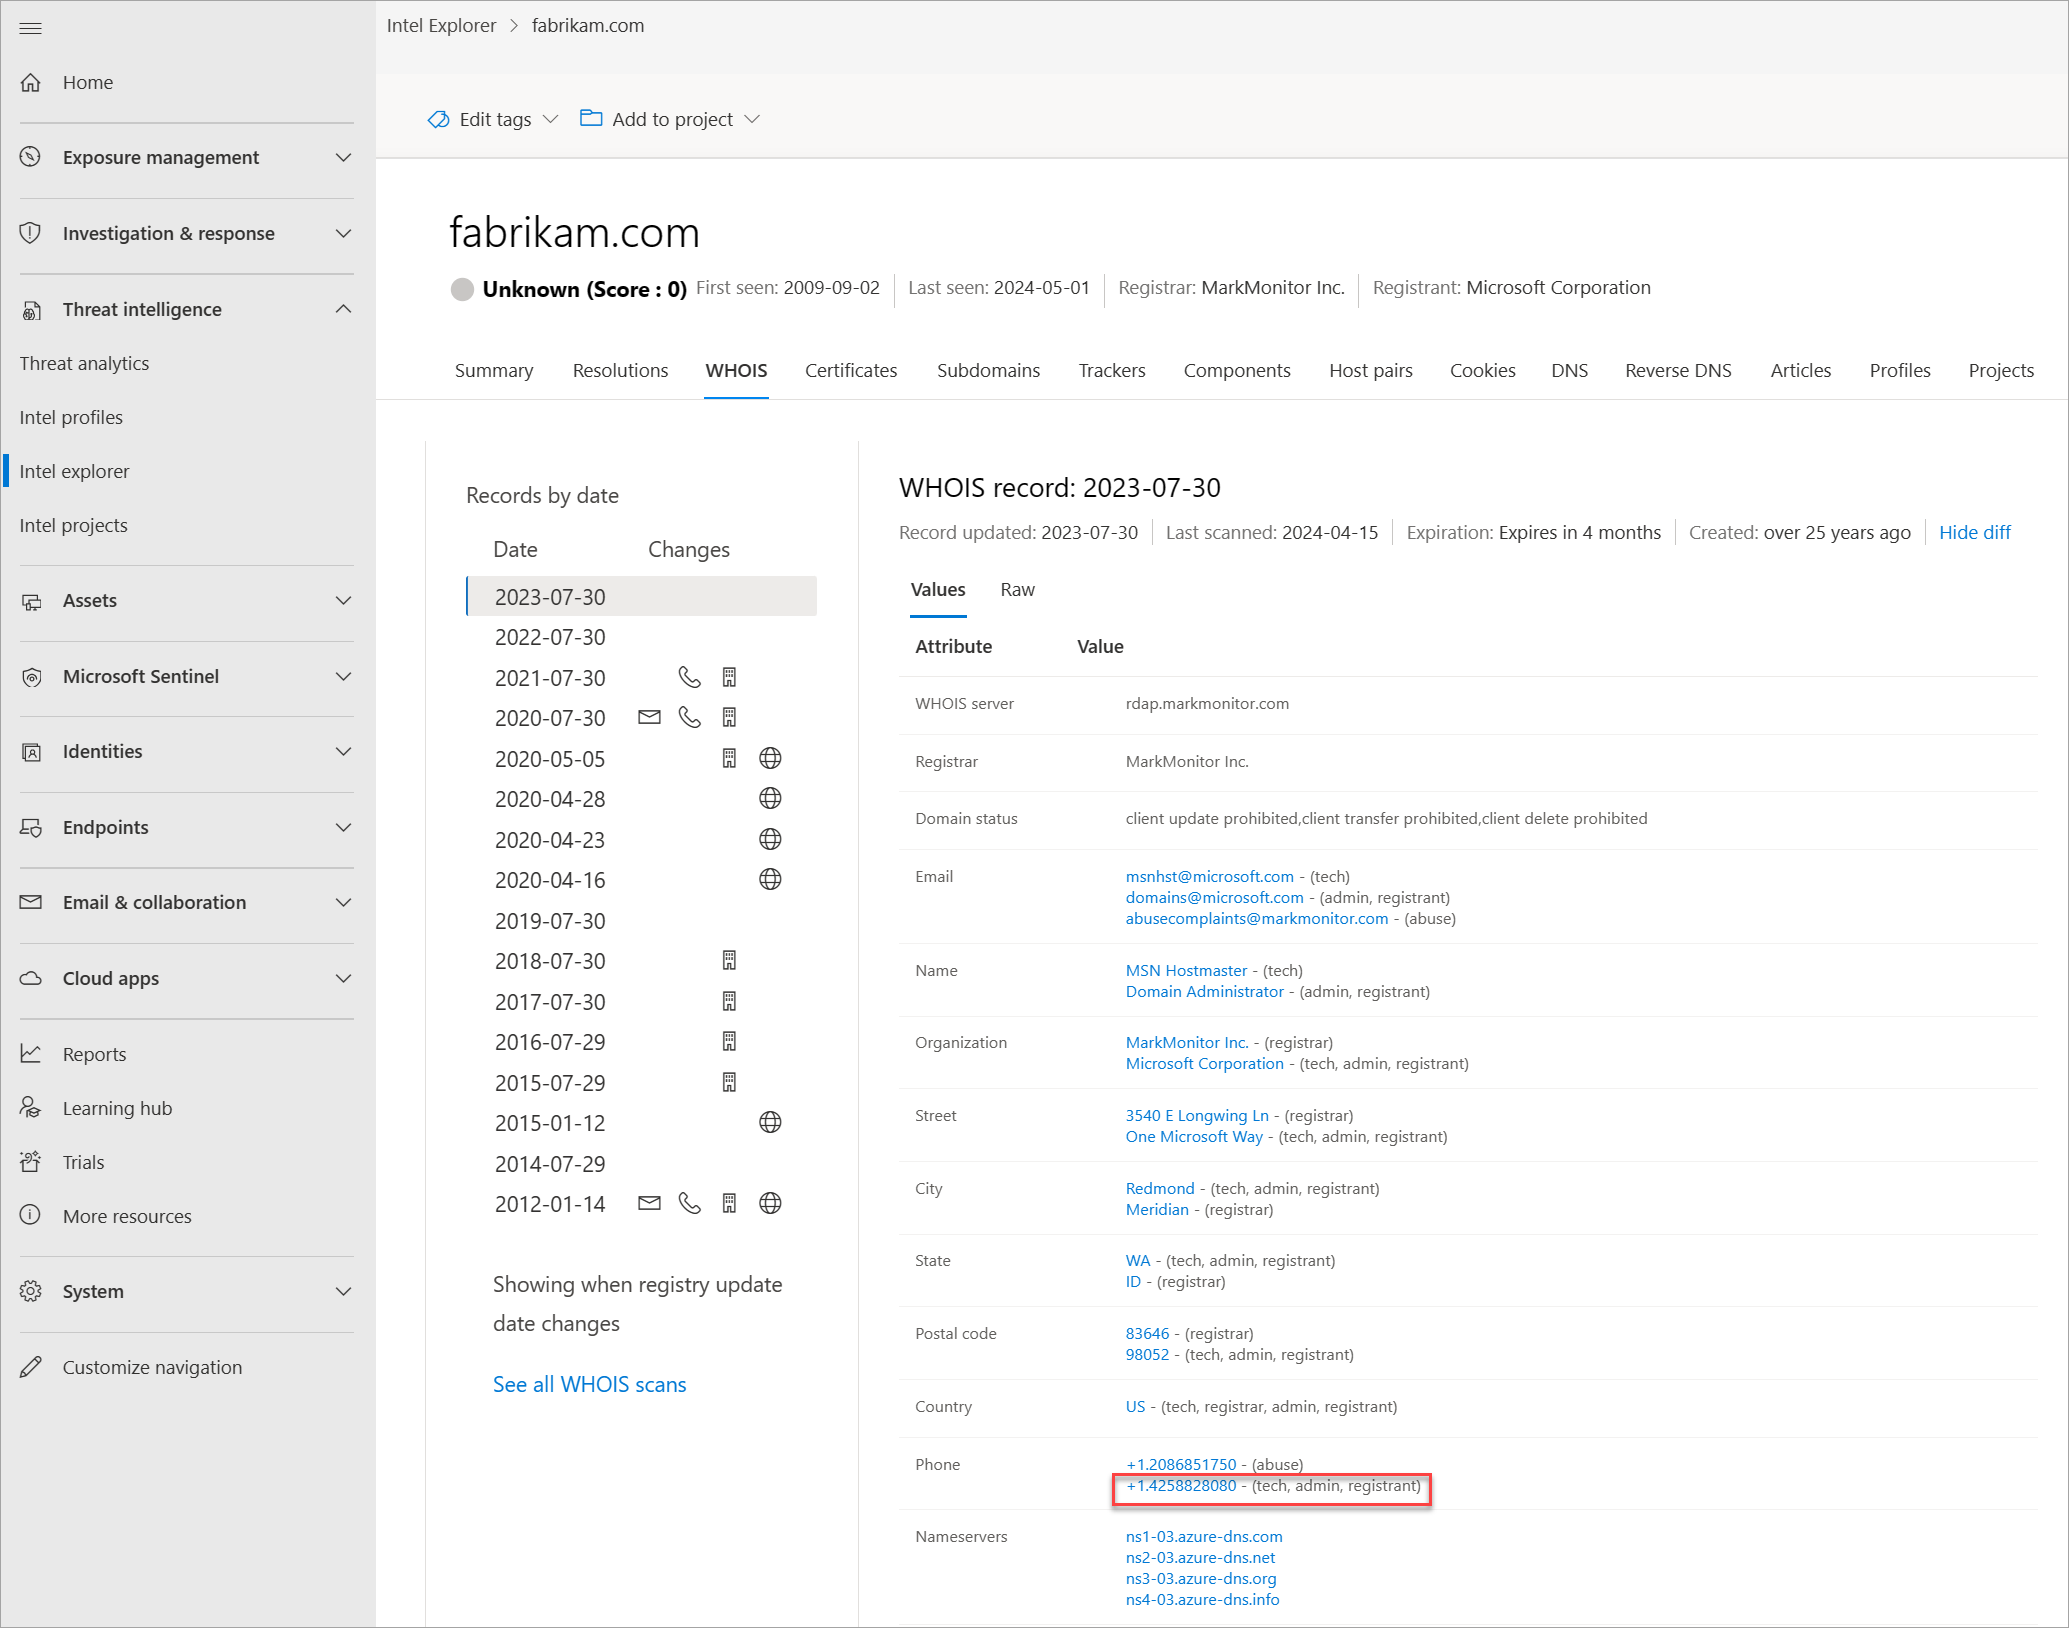 Intel Explorer > fabrikam.com
Home
Exposure management
Investigation & response
Threat intelligence
Threat analytics
Intel profiles
Intel explorer
Intel projects
Assets
Microsoft Sentinel
Identities
Endpoints
Email & collaboration
Cloud apps
Reports
Learning hub
Trials
More resources
System
Customize navigation
Edit tags
Add to project
fabrikam.com
Unknown (Score : 0) First seen: 2009-09-02 Last seen: 2024-05-01 Registrar: MarkMonitor Inc. Registrant: Microsoft Corporation
Summary Resolutions WHOIS Certificates Subdomains Trackers Components Host pairs Cookies DNS Reverse DNS Articles Profiles Projects
Records by date
Date Changes
2023-07-30
2022-07-30
2021-07-30
2020-07-30
2020-05-05
2020-04-28
2020-04-23
2020-04-16
2019-07-30
2018-07-30
2017-07-30
2016-07-29
2015-07-29
2015-01-12
2014-07-29
2012-01-14
Showing when registry update
date changes
See all WHOIS scans
WHOIS record: 2023-07-30
Record updated: 2023-07-30 Last scanned: 2024-04-15 Expiration: Expires in 4 months Created: over 25 years ago Hide diff
Values Raw
Attribute Value
WHOIS server rdap.markmonitor.com
Registrar MarkMonitor Inc.
Domain status client update prohibited,client transfer prohibited,client delete prohibited
Email msnhst@microsoft.com - (tech)
domains@microsoft.com - (admin, registrant)
abusecomplaints@markmonitor.com - (abuse)
Name MSN Hostmaster - (tech)
Domain Administrator - (admin, registrant)
Organization MarkMonitor Inc. - (registrar)
Microsoft Corporation - (tech, admin, registrant)
Street 3540 E Longwing Ln - (registrar)
One Microsoft Way - (tech, admin, registrant)
City Redmond - (tech, admin, registrant)
Meridian - (registrar)
State WA - (tech, admin, registrant)
ID - (registrar)
Postal code 83646 - (registrar)
98052 - (tech, admin, registrant)
Country US - (tech, registrar, admin, registrant)
Phone +1.2086851750 - (abuse)
+1.4258828080 - (tech, admin, registrant)
Nameservers ns1-03.azure-dns.com
ns2-03.azure-dns.net
ns3-03.azure-dns.org
ns4-03.azure-dns.info